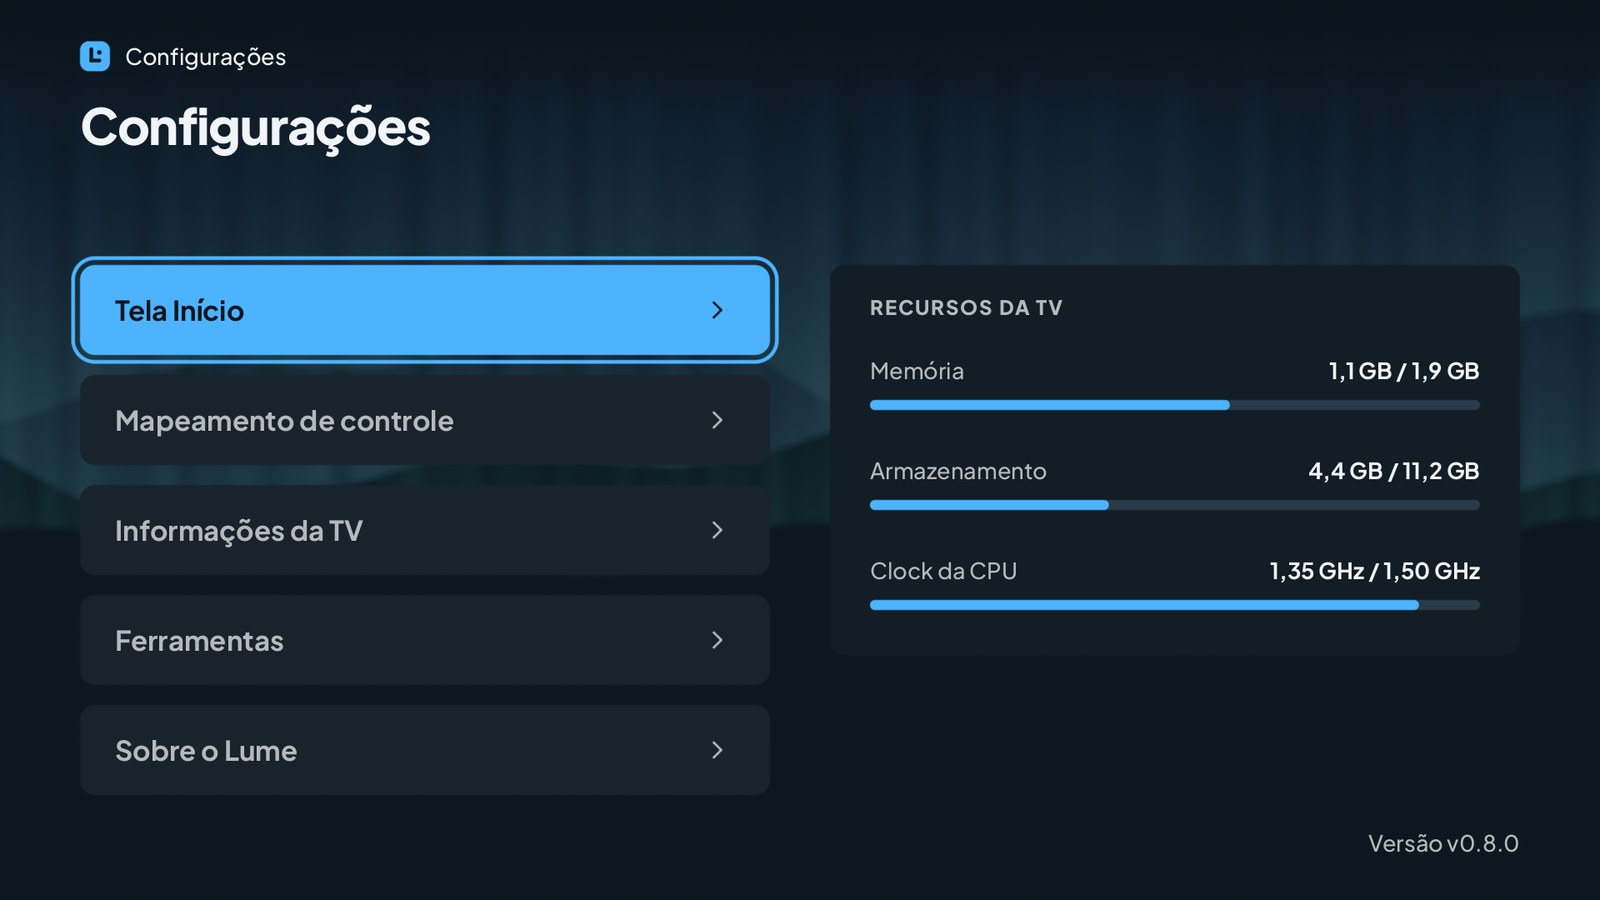 Configurações
Configurações
Tela Início
Mapeamento de controle
Informações da TV
Ferramentas
Sobre o Lume
RECURSOS DA TV
Memória 1,1 GB / 1,9 GB
Armazenamento 4,4 GB / 11,2 GB
Clock da CPU 1,35 GHz / 1,50 GHz
Versão v0.8.0